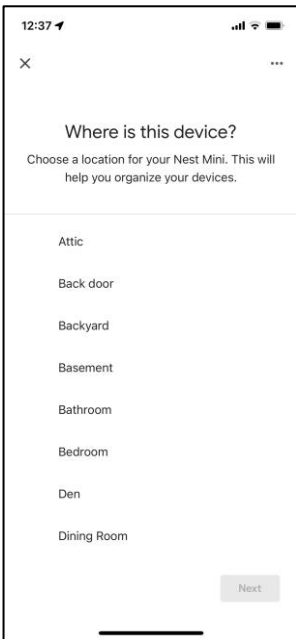 12:37
Where is this device?
Choose a location for your Nest Mini. This will
help you organize your devices.
Attic
Back door
Backyard
Basement
Bathroom
Bedroom
Den
Dining Room
Next